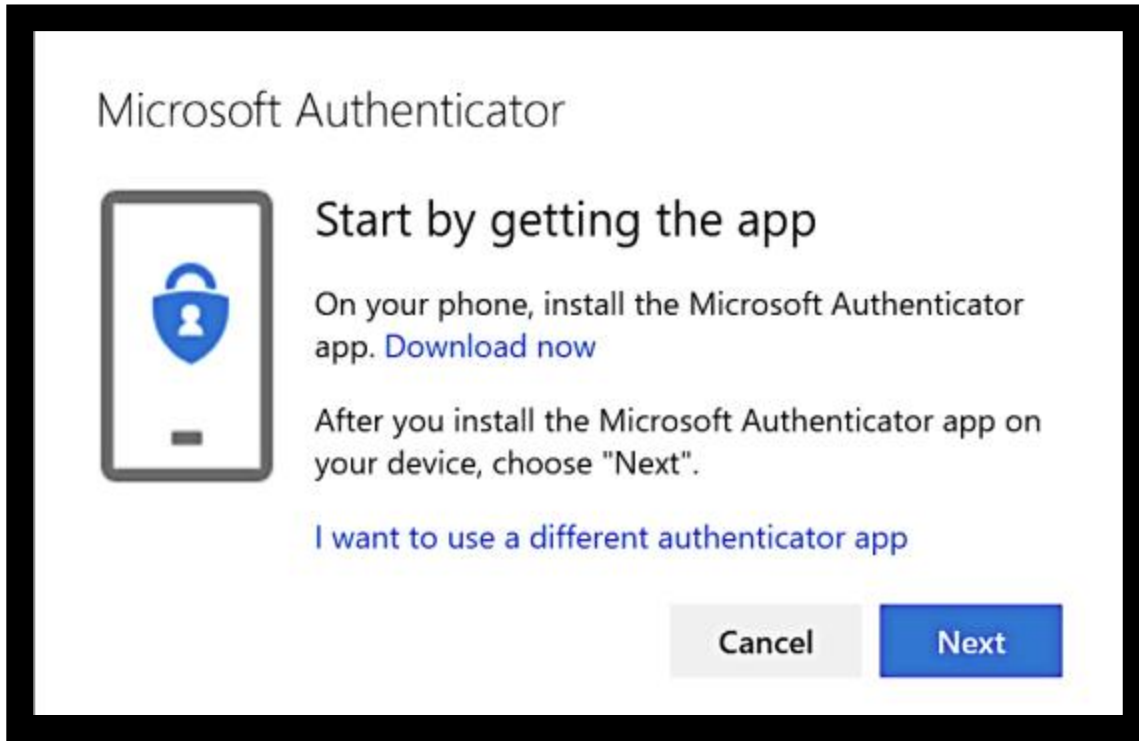 Microsoft Authenticator
Start by getting the app
On your phone, install the Microsoft Authenticator
app. Download now
After you install the Microsoft Authenticator app on
your device, choose "Next".
I want to use a different authenticator app
Cancel
Next